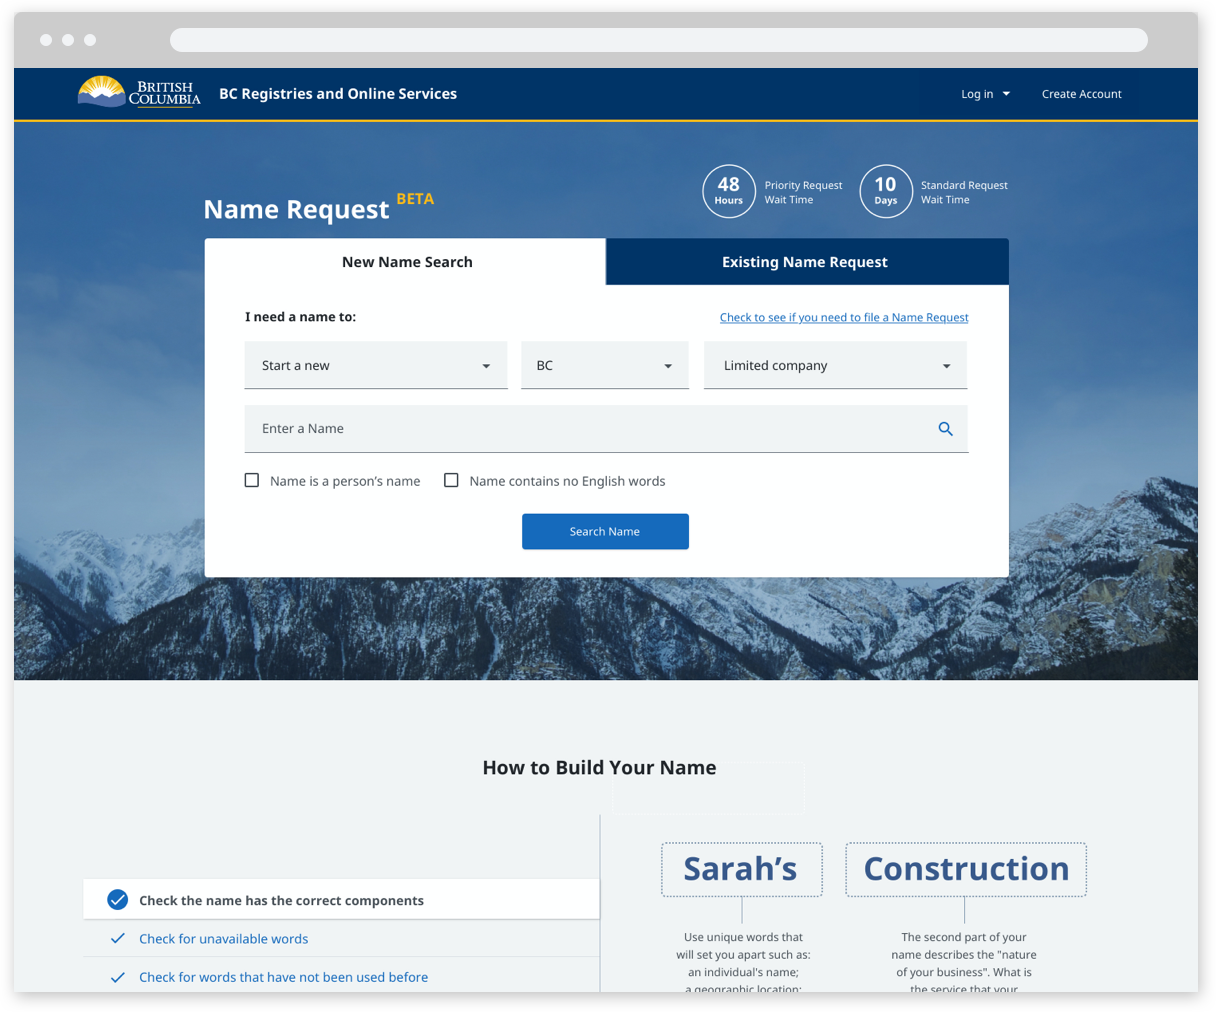 BRITISH
COLUMBIA
BC Registries and Online Services
Log in
Create Account
Name Request BETA
48
Hours
Priority Request
Wait Time
10
Days
Standard Request
Wait Time
New Name Search
Existing Name Request
I need a name to:
Check to see if you need to file a Name Request
Start a new
BC
Limited company
Enter a Name
Name is a person’s name
Name contains no English words
Search Name
How to Build Your Name
Check the name has the correct components
Check for unavailable words
Check for words that have not been used before
Sarah’s
Use unique words that
will set you apart such as:
an individual's name;
a geographic location;
Construction
The second part of your
name describes the "nature
of your business". What is
the service that your